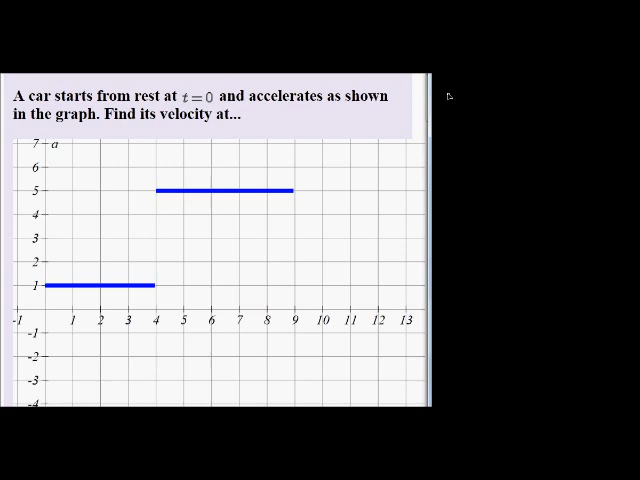 A car starts from rest at t=0 and accelerates as shown
in the graph. Find its velocity at...
7 a
6
5
4
3
2
1
-1 1 2 3 4 5 6 7 8 9 10 11 12 13
-1
-2
-3
-4